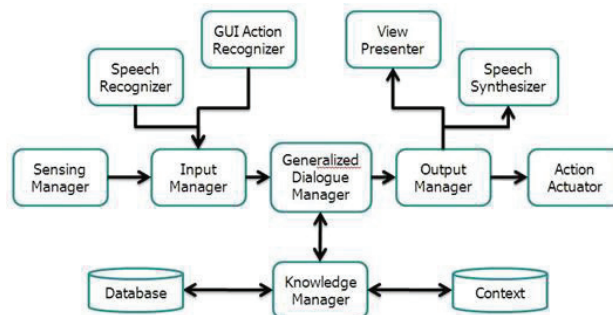 GUI Action
Recognizer
View
Presenter
Speech
Recognizer
Speech
Synthesizer
Sensing
Manager
Input
Manager
Generalized
Dialogue
Manager
Output
Manager
Action
Actuator
Database
Knowledge
Manager
Context